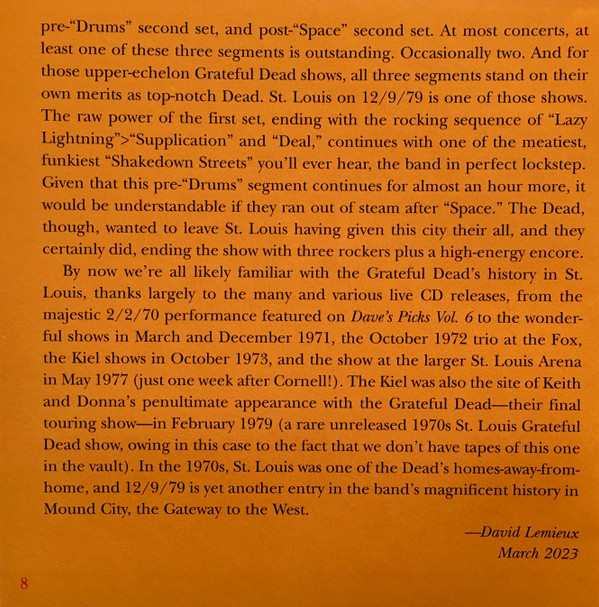 pre-“Drums” second set, and post-“Space” second set. At most concerts, at
least one of these three segments is outstanding. Occasionally two. And for
those upper-echelon Grateful Dead shows, all three segments stand on their
own merits as top-notch Dead. St. Louis on 12/9/79 is one of those shows.
The raw power of the first set, ending with the rocking sequence of “Lazy
Lightning”>“Supplication” and “Deal,” continues with one of the meatiest,
funkiest “Shakedown Streets” you’ll ever hear, the band in perfect lockstep.
Given that this pre-“Drums” segment continues for almost an hour more, it
would be understandable if they ran out of steam after “Space.” The Dead,
though, wanted to leave St. Louis having given this city their all, and they
certainly did, ending the show with three rockers plus a high-energy encore.
By now we’re all likely familiar with the Grateful Dead’s history in St.
Louis, thanks largely to the many and various live CD releases, from the
majestic 2/2/70 performance featured on Dave’s Picks Vol. 6 to the wonder-
ful shows in March and December 1971, the October 1972 trio at the Fox,
the Kiel shows in October 1973, and the show at the larger St. Louis Arena
in May 1977 (just one week after Cornell!). The Kiel was also the site of Keith
and Donna’s penultimate appearance with the Grateful Dead—their final
touring show—in February 1979 (a rare unreleased 1970s St. Louis Grateful
Dead show, owing in this case to the fact that we don’t have tapes of this one
in the vault). In the 1970s, St. Louis was one of the Dead’s homes-away-from-
home, and 12/9/79 is yet another entry in the band’s magnificent history in
Mound City, the Gateway to the West.
—David Lemieux
March 2023
8